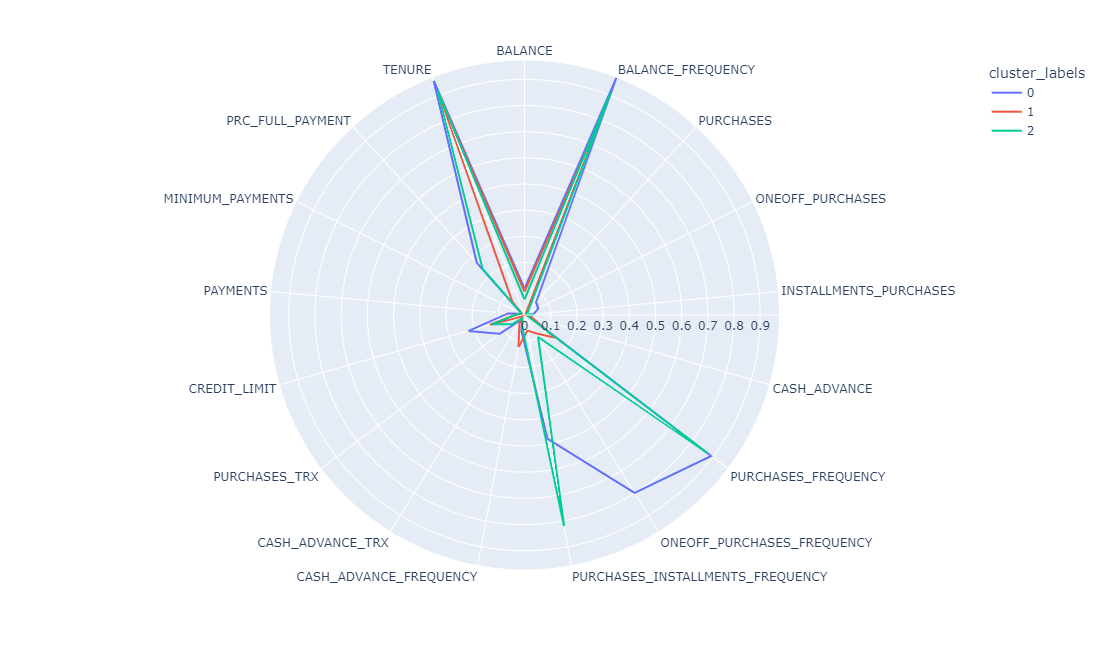 BALANCE
TENURE
BALANCE_FREQUENCY
cluster_labels
0
1
2
PRC_FULL_PAYMENT
PURCHASES
MINIMUM_PAYMENTS
ONEOFF_PURCHASES
PAYMENTS
INSTALLMENTS_PURCHASES
0 0.1 0.2 0.3 0.4 0.5 0.6 0.7 0.8 0.9
CREDIT_LIMIT
CASH_ADVANCE
PURCHASES_TRX
PURCHASES_FREQUENCY
CASH_ADVANCE_TRX
ONEOFF_PURCHASES_FREQUENCY
CASH_ADVANCE_FREQUENCY
PURCHASES_INSTALLMENTS_FREQUENCY